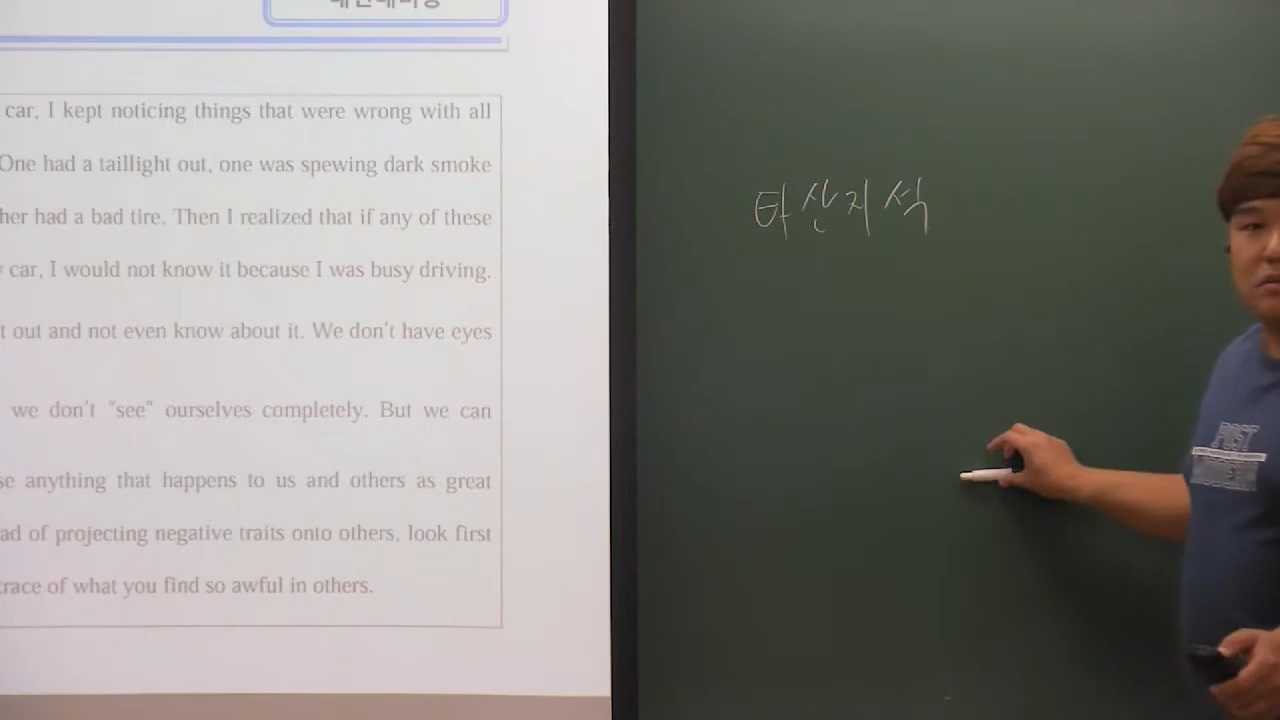 car, I kept noticing things that were wrong with all
One had a taillight out, one was spewing dark smoke
her had a bad tire. Then I realized that if any of these
car, I would not know it because I was busy driving.
t out and not even know about it. We don't have eyes
we don't "see" ourselves completely. But we can
se anything that happens to us and others as great
ad of projecting negative traits onto others, look first
trace of what you find so awful in others.
타산지석
POST